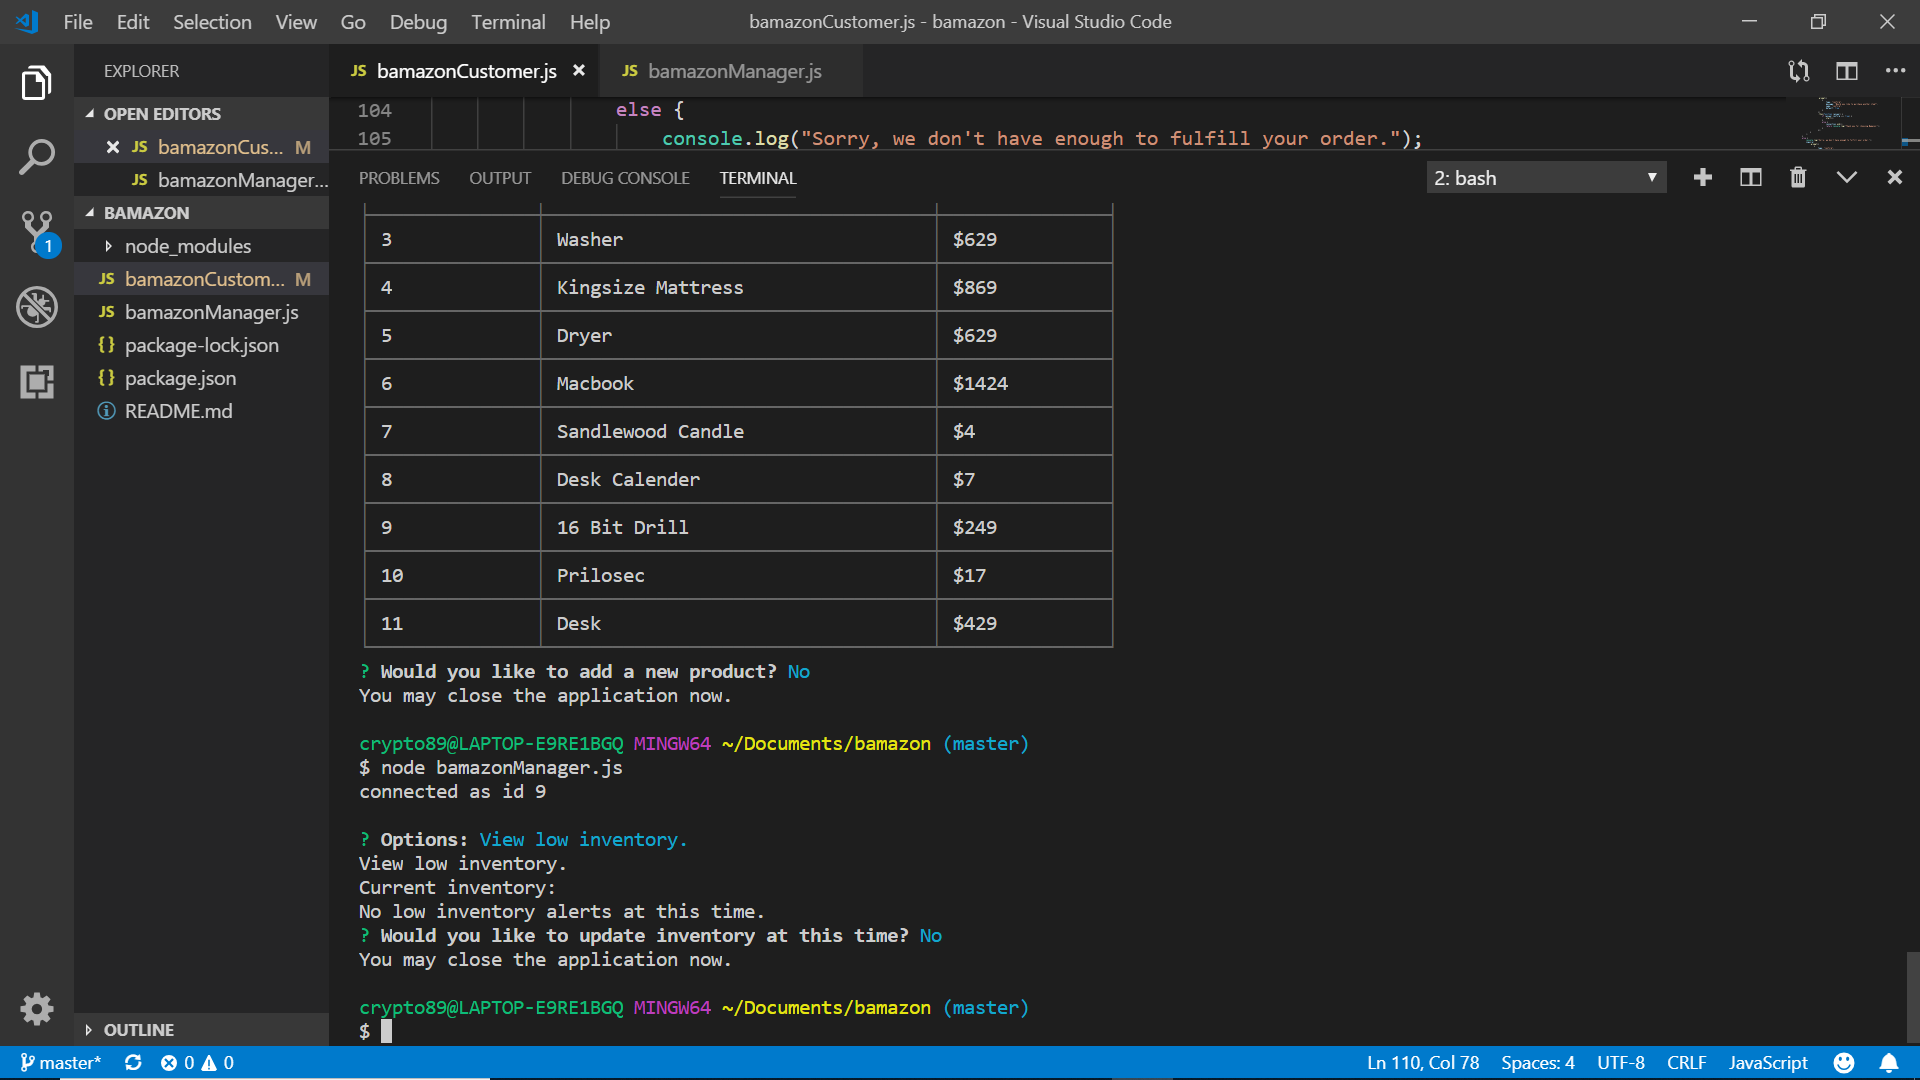 File Edit Selection View Go Debug Terminal Help
bamazonCustomer.js - bamazon - Visual Studio Code
EXPLORER
OPEN EDITORS
JS bamazonCus... M
JS bamazonManager...
BAMAZON
node_modules
JS bamazonCustom... M
JS bamazonManager.js
{} package-lock.json
{} package.json
README.md
OUTLINE
1
JS bamazonCustomer.js
JS bamazonManager.js
104 else {
105 console.log("Sorry, we don't have enough to fulfill your order.");
PROBLEMS OUTPUT DEBUG CONSOLE TERMINAL
2: bash
3 Washer $629
4 Kingsize Mattress $869
5 Dryer $629
6 Macbook $1424
7 Sandlewood Candle $4
8 Desk Calender $7
9 16 Bit Drill $249
10 Prilosec $17
11 Desk $429
? Would you like to add a new product? No
You may close the application now.
crypto89@LAPTOP-E9RE1BGQ MINGW64 ~/Documents/bamazon (master)
$ node bamazonManager.js
connected as id 9
? Options: View low inventory.
View low inventory.
Current inventory:
No low inventory alerts at this time.
? Would you like to update inventory at this time? No
You may close the application now.
crypto89@LAPTOP-E9RE1BGQ MINGW64 ~/Documents/bamazon (master)
$
master* 0 0
Ln 110, Col 78 Spaces: 4 UTF-8 CRLF JavaScript